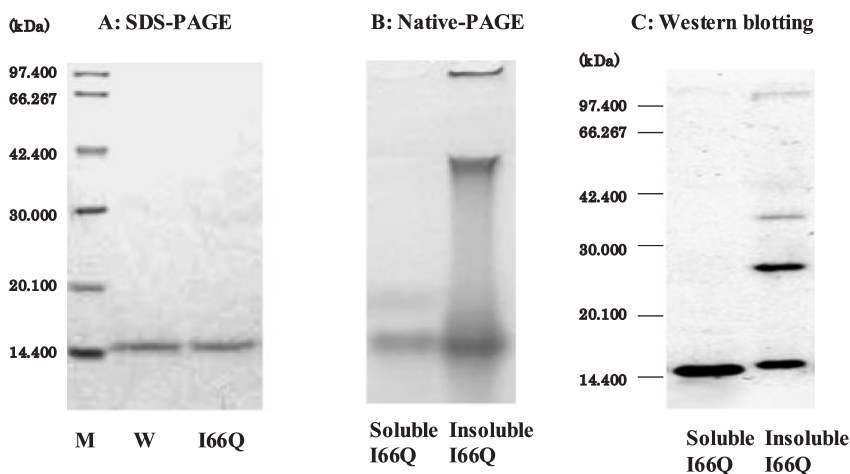 (kDa)
A: SDS-PAGE
97.400
66.267
42.400
30.000
20.100
14.400
M W I66Q
B: Native-PAGE
Soluble Insoluble
I66Q I66Q
C: Western blotting
(kDa)
97.400
66.267
42.400
30.000
20.100
14.400
Soluble Insoluble
I66Q I66Q